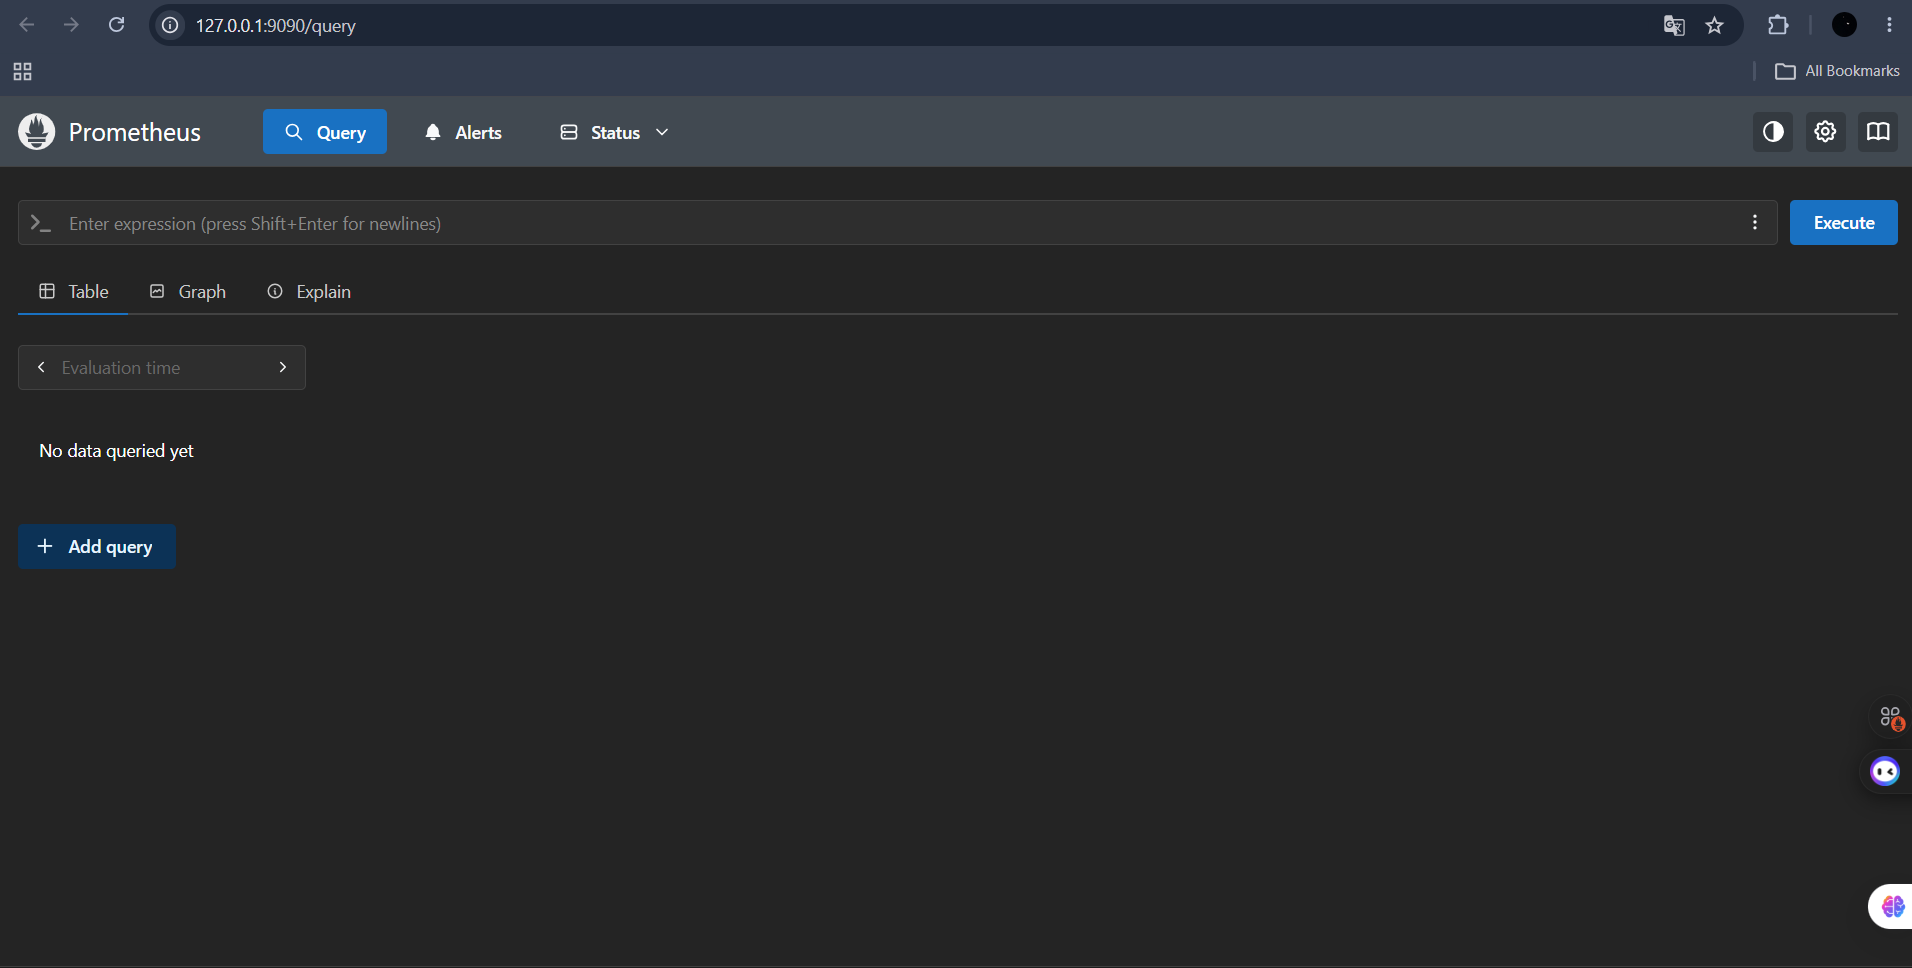 127.0.0.1:9090/query
All Bookmarks
Prometheus
Query
Alerts
Status
Enter expression (press Shift+Enter for newlines)
Execute
Table
Graph
Explain
Evaluation time
No data queried yet
Add query